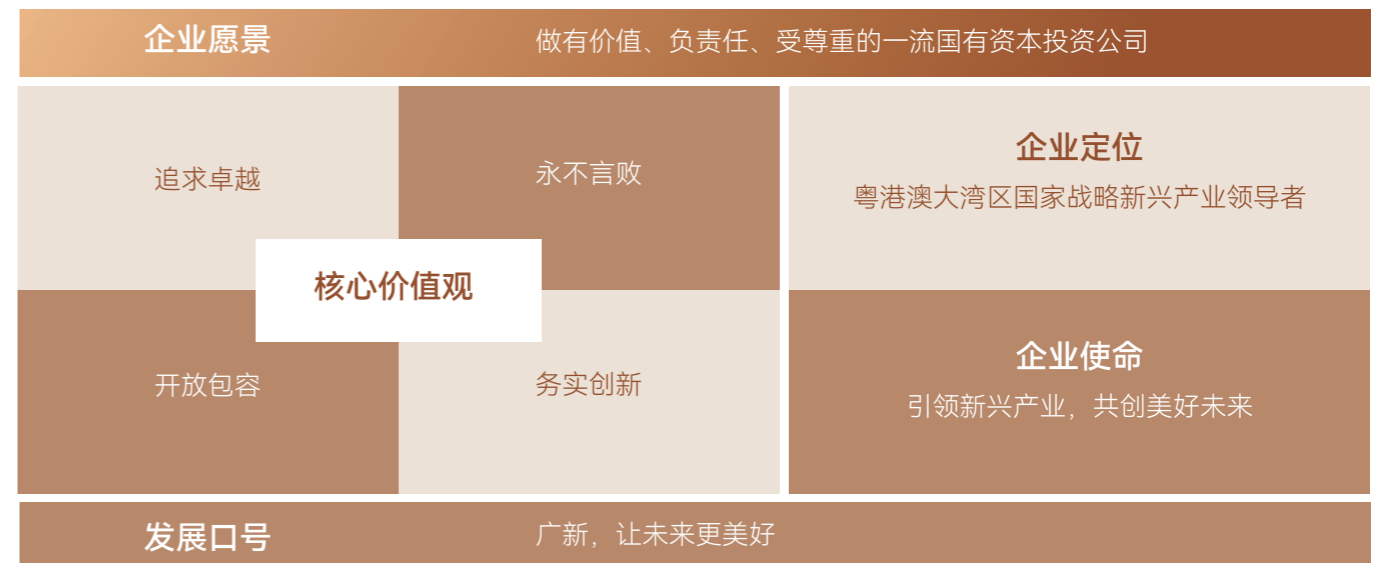 企业愿景
做有价值、负责任、受尊重的一流国有资本投资公司
追求卓越
永不言败
核心价值观
开放包容
务实创新
企业定位
粤港澳大湾区国家战略新兴产业领导者
企业使命
引领新兴产业，共创美好未来
发展口号
广新，让未来更美好